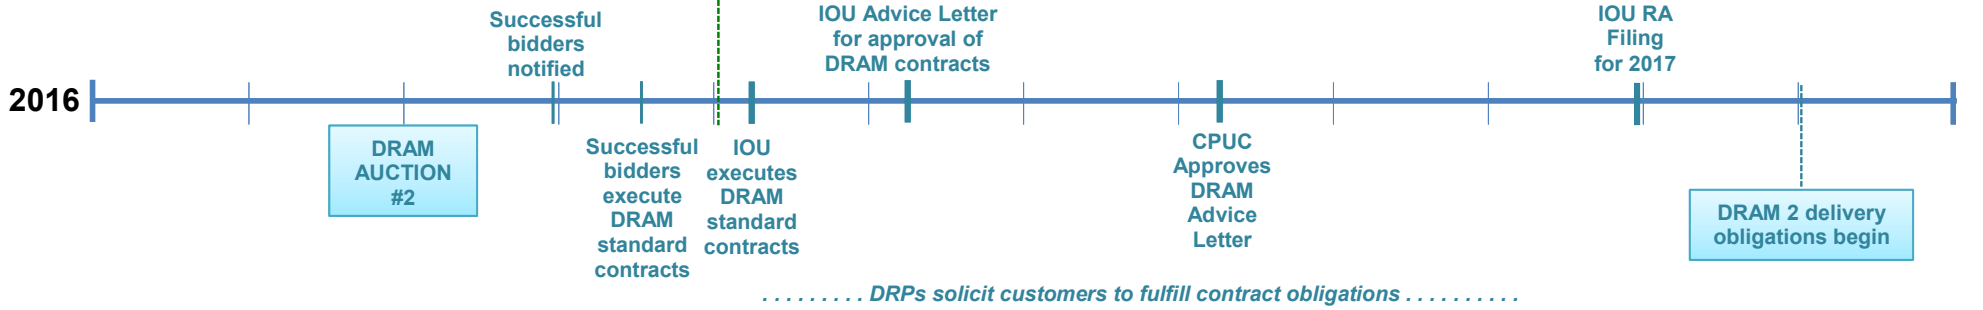 2016
Successful
bidders
notified
IOU Advice Letter
for approval of
DRAM contracts
IOU RA
Filing
for 2017
DRAM
AUCTION
#2
Successful
bidders
execute
DRAM
standard
contracts
IOU
executes
DRAM
standard
contracts
CPUC
Approves
DRAM
Advice
Letter
DRAM 2 delivery
obligations begin
. . . . . . . . . DRPs solicit customers to fulfill contract obligations . . . . . . . . . .